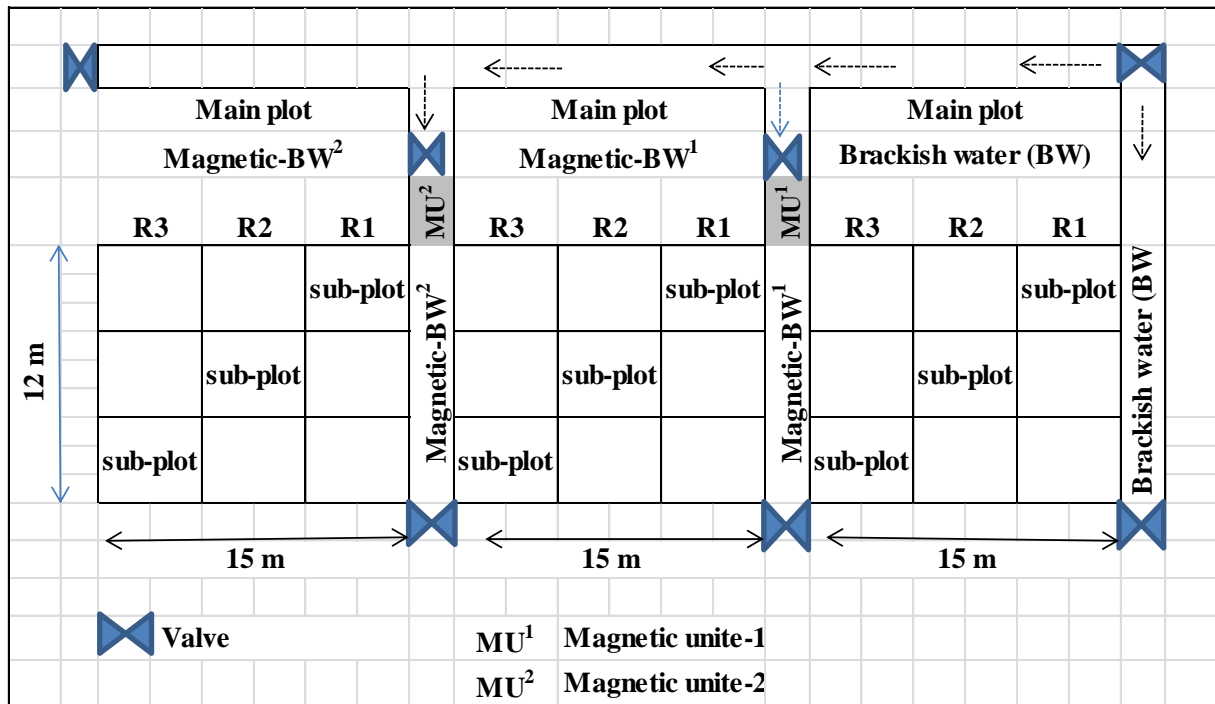 Main plot Main plot Main plot
Magnetic-BW² Magnetic-BW¹ Brackish water (BW)
MU² MU¹
R3 R2 R1 R3 R2 R1 R3 R2 R1
sub-plot sub-plot sub-plot
sub-plot sub-plot sub-plot
sub-plot sub-plot sub-plot
12 m
Magnetic-BW²
Magnetic-BW¹
Brackish water (BW
15 m 15 m 15 m
Valve MU¹ Magnetic unite-1
MU² Magnetic unite-2